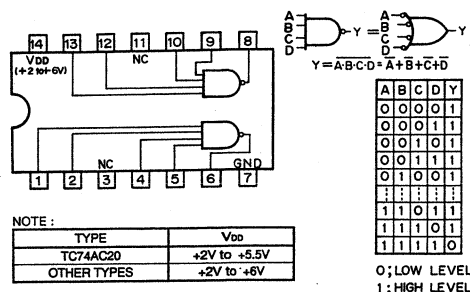 14 13 12 11 10 9 8
VDD
(+2 to +6V)
NC
NC
GND
1 2 3 4 5 6 7
A
B
C
D
Y
=
A
B
C
D
Y
Y = A·B·C·D = A + B + C + D
A B C D Y
0 0 0 0 1
0 0 0 1 1
0 0 1 0 1
0 0 1 1 1
0 1 0 0 1
1 1 0 1 1
1 1 1 0 1
1 1 1 1 0
0; LOW LEVEL
1: HIGH LEVEL
NOTE :
TYPE VDD
TC74AC20 +2V to +5.5V
OTHER TYPES +2V to +6V